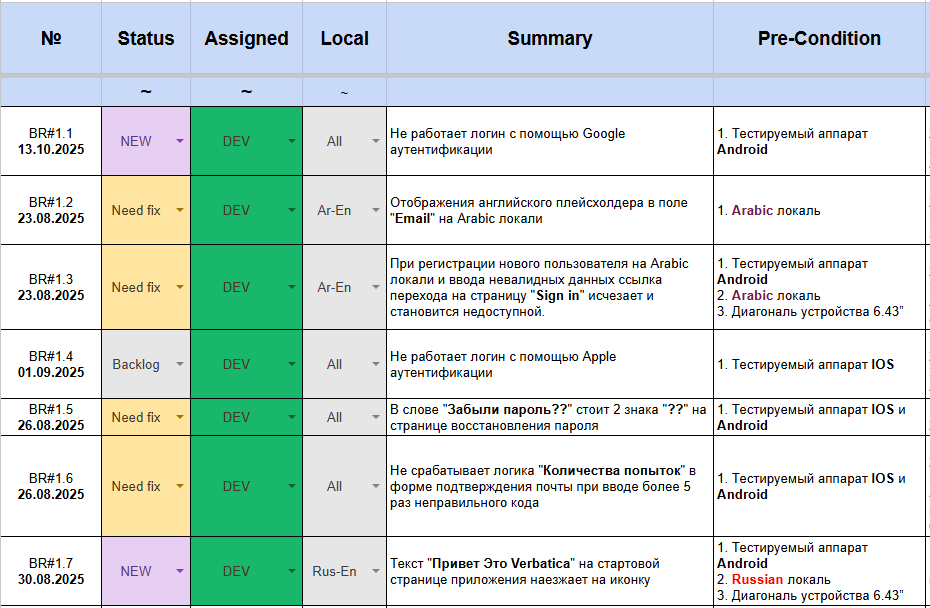 № Status Assigned Local Summary Pre-Condition
~ ~ ~
BR#1.1
13.10.2025
NEW
DEV
All
Не работает логин с помощью Google
аутентификации
1. Тестируемый аппарат
Android
BR#1.2
23.08.2025
Need fix
DEV
Ar-En
Отображения английского плейсхолдера в поле
"Email" на Arabic локали
1. Arabic локаль
BR#1.3
23.08.2025
Need fix
DEV
Ar-En
При регистрации нового пользователя на Arabic
локали и ввода невалидных данных ссылка
перехода на страницу "Sign in" исчезает и
становится недоступной.
1. Тестируемый аппарат
Android
2. Arabic локаль
3. Диагональ устройства 6.43”
BR#1.4
01.09.2025
Backlog
DEV
All
Не работает логин с помощью Apple
аутентификации
1. Тестируемый аппарат IOS
BR#1.5
26.08.2025
Need fix
DEV
All
В слове "Забыли пароль??" стоит 2 знака "??" на
странице восстановления пароля
1. Тестируемый аппарат IOS и
Android
BR#1.6
26.08.2025
Need fix
DEV
All
Не срабатывает логика "Количества попыток" в
форме подтверждения почты при вводе более 5
раз неправильного кода
1. Тестируемый аппарат IOS и
Android
BR#1.7
30.08.2025
NEW
DEV
Rus-En
Текст "Привет Это Verbatica" на стартовой
странице приложения наезжает на иконку
1. Тестируемый аппарат
Android
2. Russian локаль
3. Диагональ устройства 6.43”